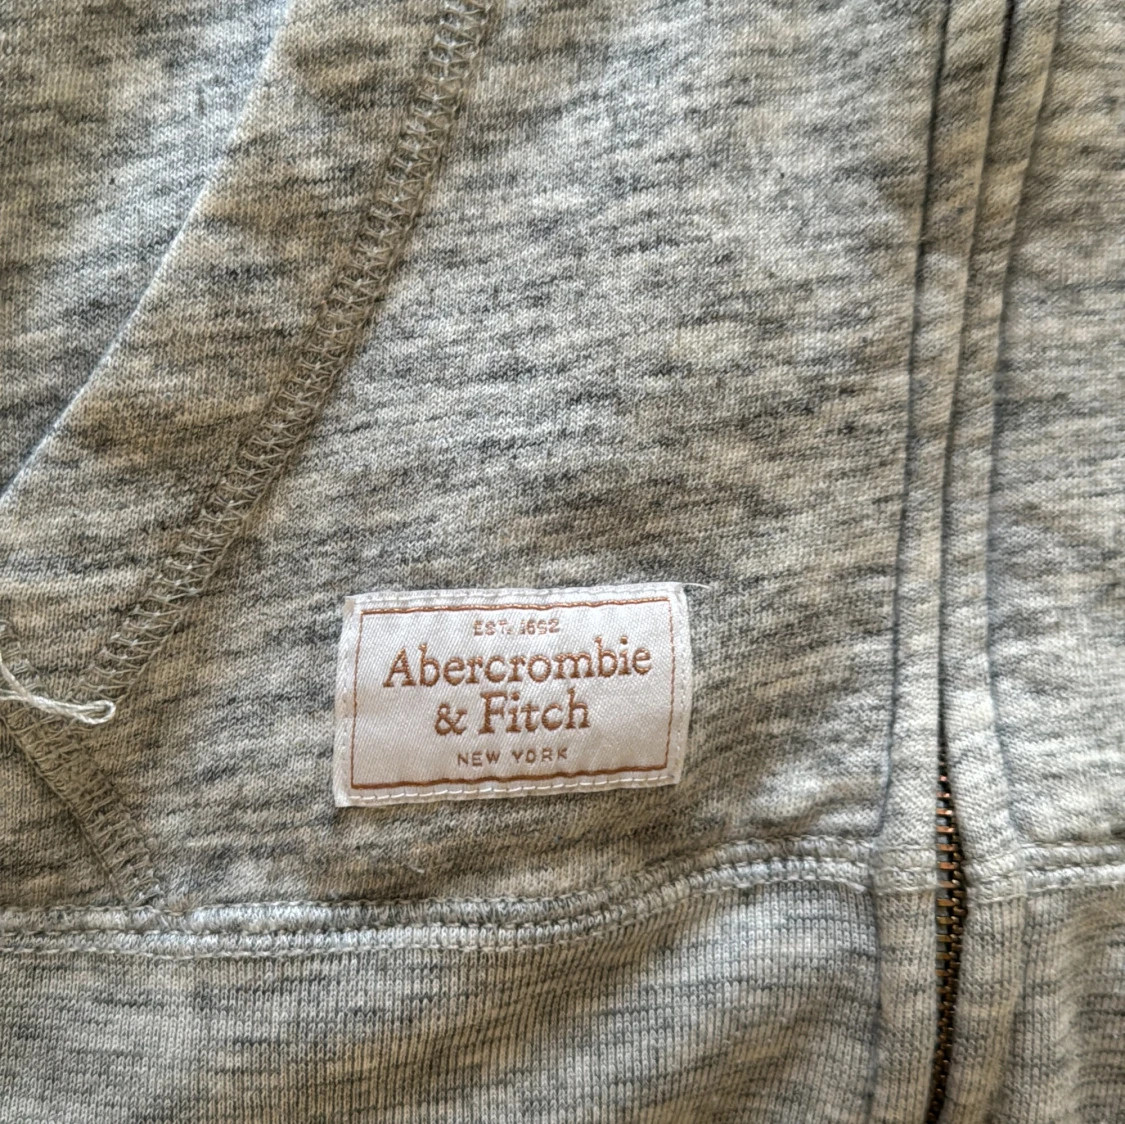 EST. 1892
Abercrombie
& Fitch
NEW YORK